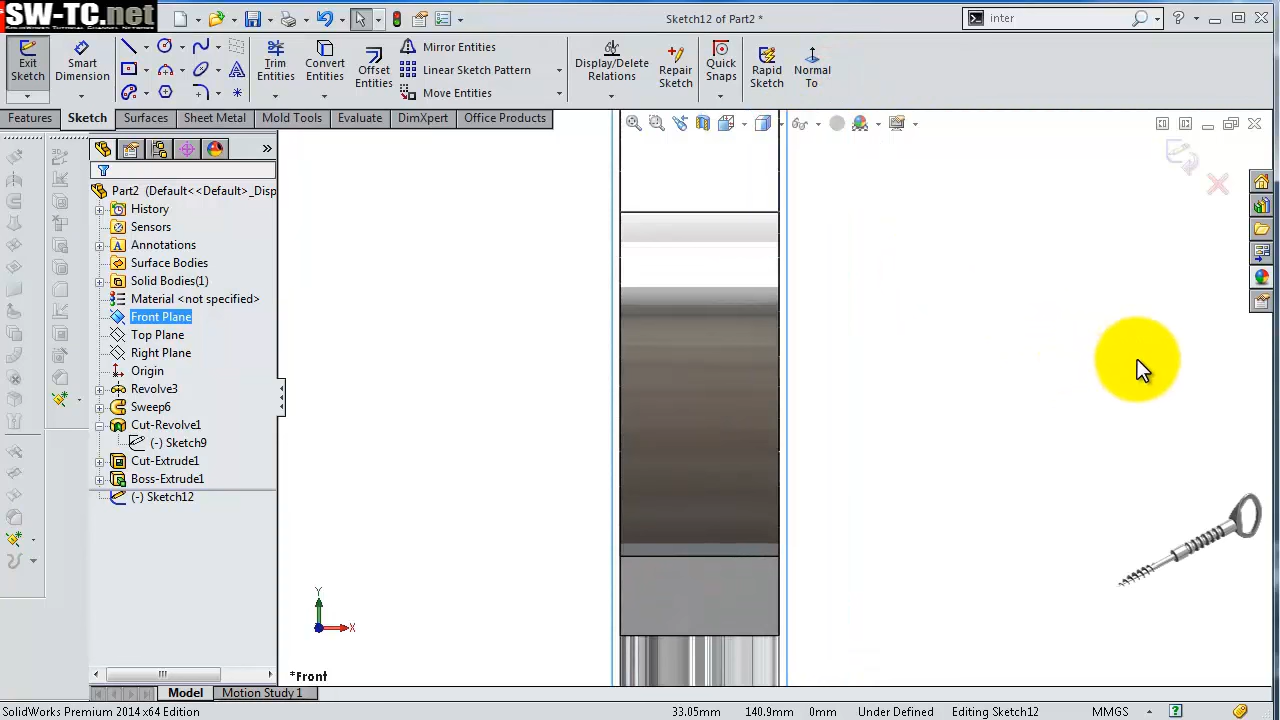 SW-TC.net
SolidWorks Tutorial Channel .net
Sketch12 of Part2 *
inter
Exit Sketch
Smart Dimension
Trim Entities
Convert Entities
Offset Entities
Mirror Entities
Linear Sketch Pattern
Move Entities
Display/Delete Relations
Repair Sketch
Quick Snaps
Rapid Sketch
Normal To
Features
Sketch
Surfaces
Sheet Metal
Mold Tools
Evaluate
DimXpert
Office Products
Part2 (Default<<Default>_Disp
History
Sensors
Annotations
Surface Bodies
Solid Bodies(1)
Material <not specified>
Front Plane
Top Plane
Right Plane
Origin
Revolve3
Sweep6
Cut-Revolve1
(-) Sketch9
Cut-Extrude1
Boss-Extrude1
(-) Sketch12
Y
X
*Front
Model
Motion Study 1
SolidWorks Premium 2014 x64 Edition
33.05mm
140.9mm
0mm
Under Defined
Editing Sketch12
MMGS